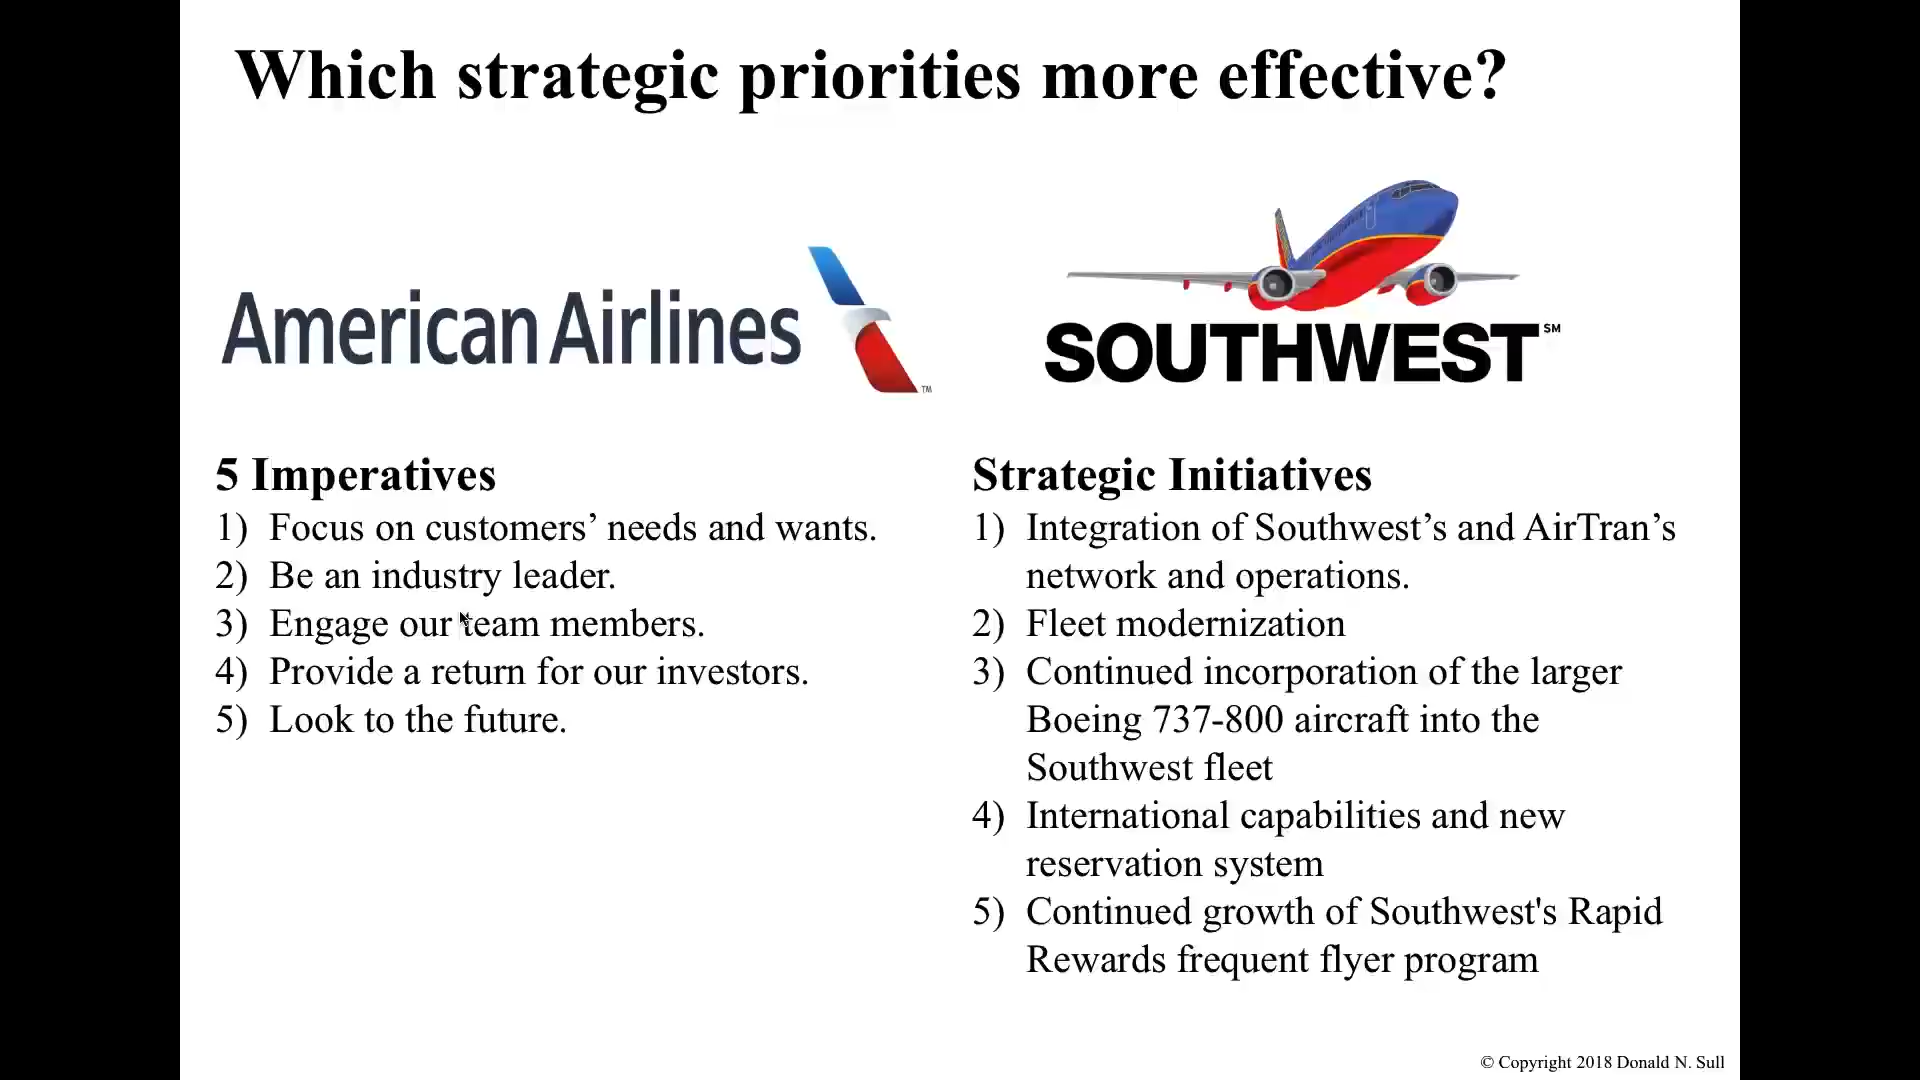 Which strategic priorities more effective?
American Airlines
TM
SOUTHWEST SM
5 Imperatives
1) Focus on customers’ needs and wants.
2) Be an industry leader.
3) Engage our team members.
4) Provide a return for our investors.
5) Look to the future.
Strategic Initiatives
1) Integration of Southwest’s and AirTran’s
network and operations.
2) Fleet modernization
3) Continued incorporation of the larger
Boeing 737-800 aircraft into the
Southwest fleet
4) International capabilities and new
reservation system
5) Continued growth of Southwest's Rapid
Rewards frequent flyer program
© Copyright 2018 Donald N. Sull